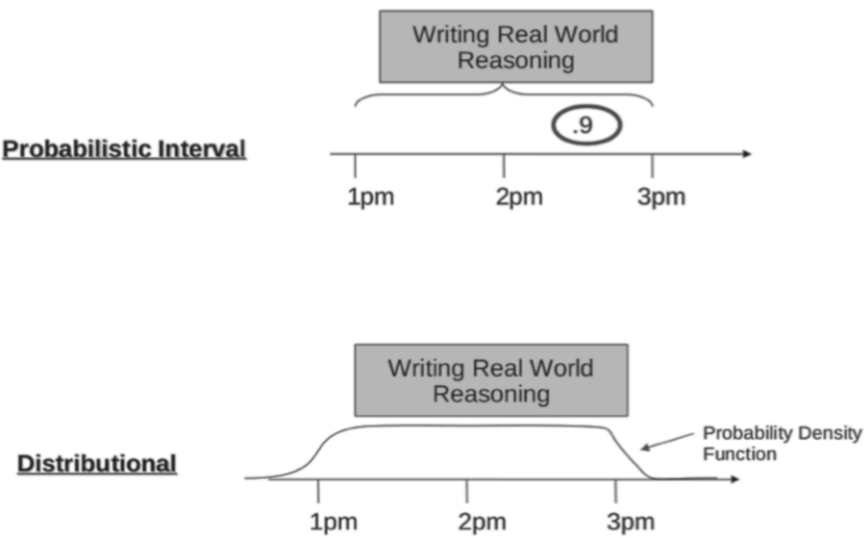 Writing Real World
Reasoning
.9
Probabilistic Interval
1pm 2pm 3pm
Writing Real World
Reasoning
Probability Density
Function
Distributional
1pm 2pm 3pm